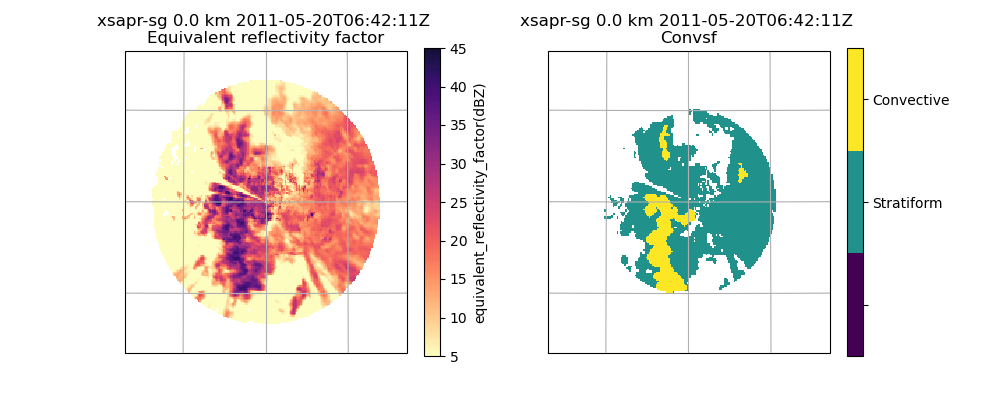 xsapr-sg 0.0 km 2011-05-20T06:42:11Z
Equivalent reflectivity factor
45
40
35
30
25
20
15
10
5
equivalent_reflectivity_factor(dBZ)
xsapr-sg 0.0 km 2011-05-20T06:42:11Z
Convsf
Convective
Stratiform